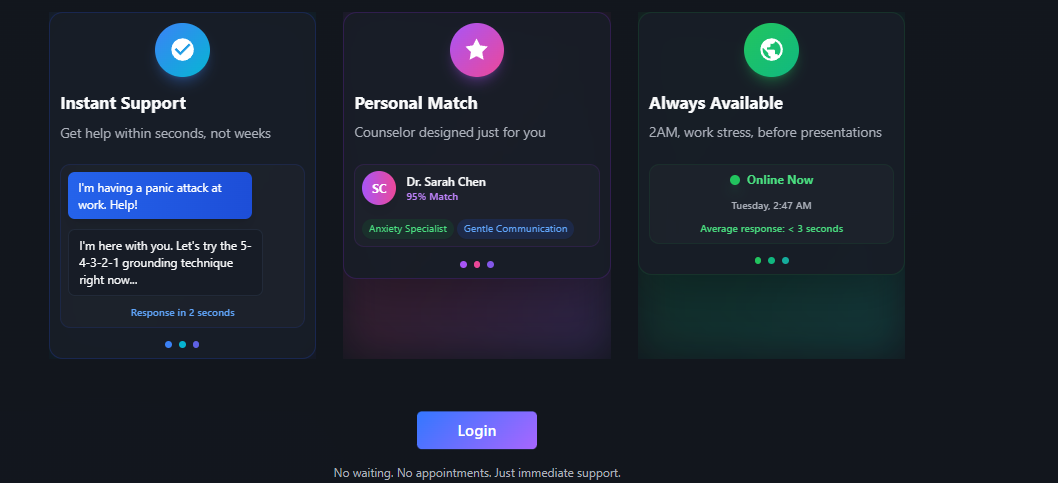 Instant Support
Get help within seconds, not weeks
I'm having a panic attack at
work. Help!
I'm here with you. Let's try the 5-
4-3-2-1 grounding technique
right now...
Response in 2 seconds
Personal Match
Counselor designed just for you
SC
Dr. Sarah Chen
95% Match
Anxiety Specialist
Gentle Communication
Always Available
2AM, work stress, before presentations
Online Now
Tuesday, 2:47 AM
Average response: < 3 seconds
Login
No waiting. No appointments. Just immediate support.